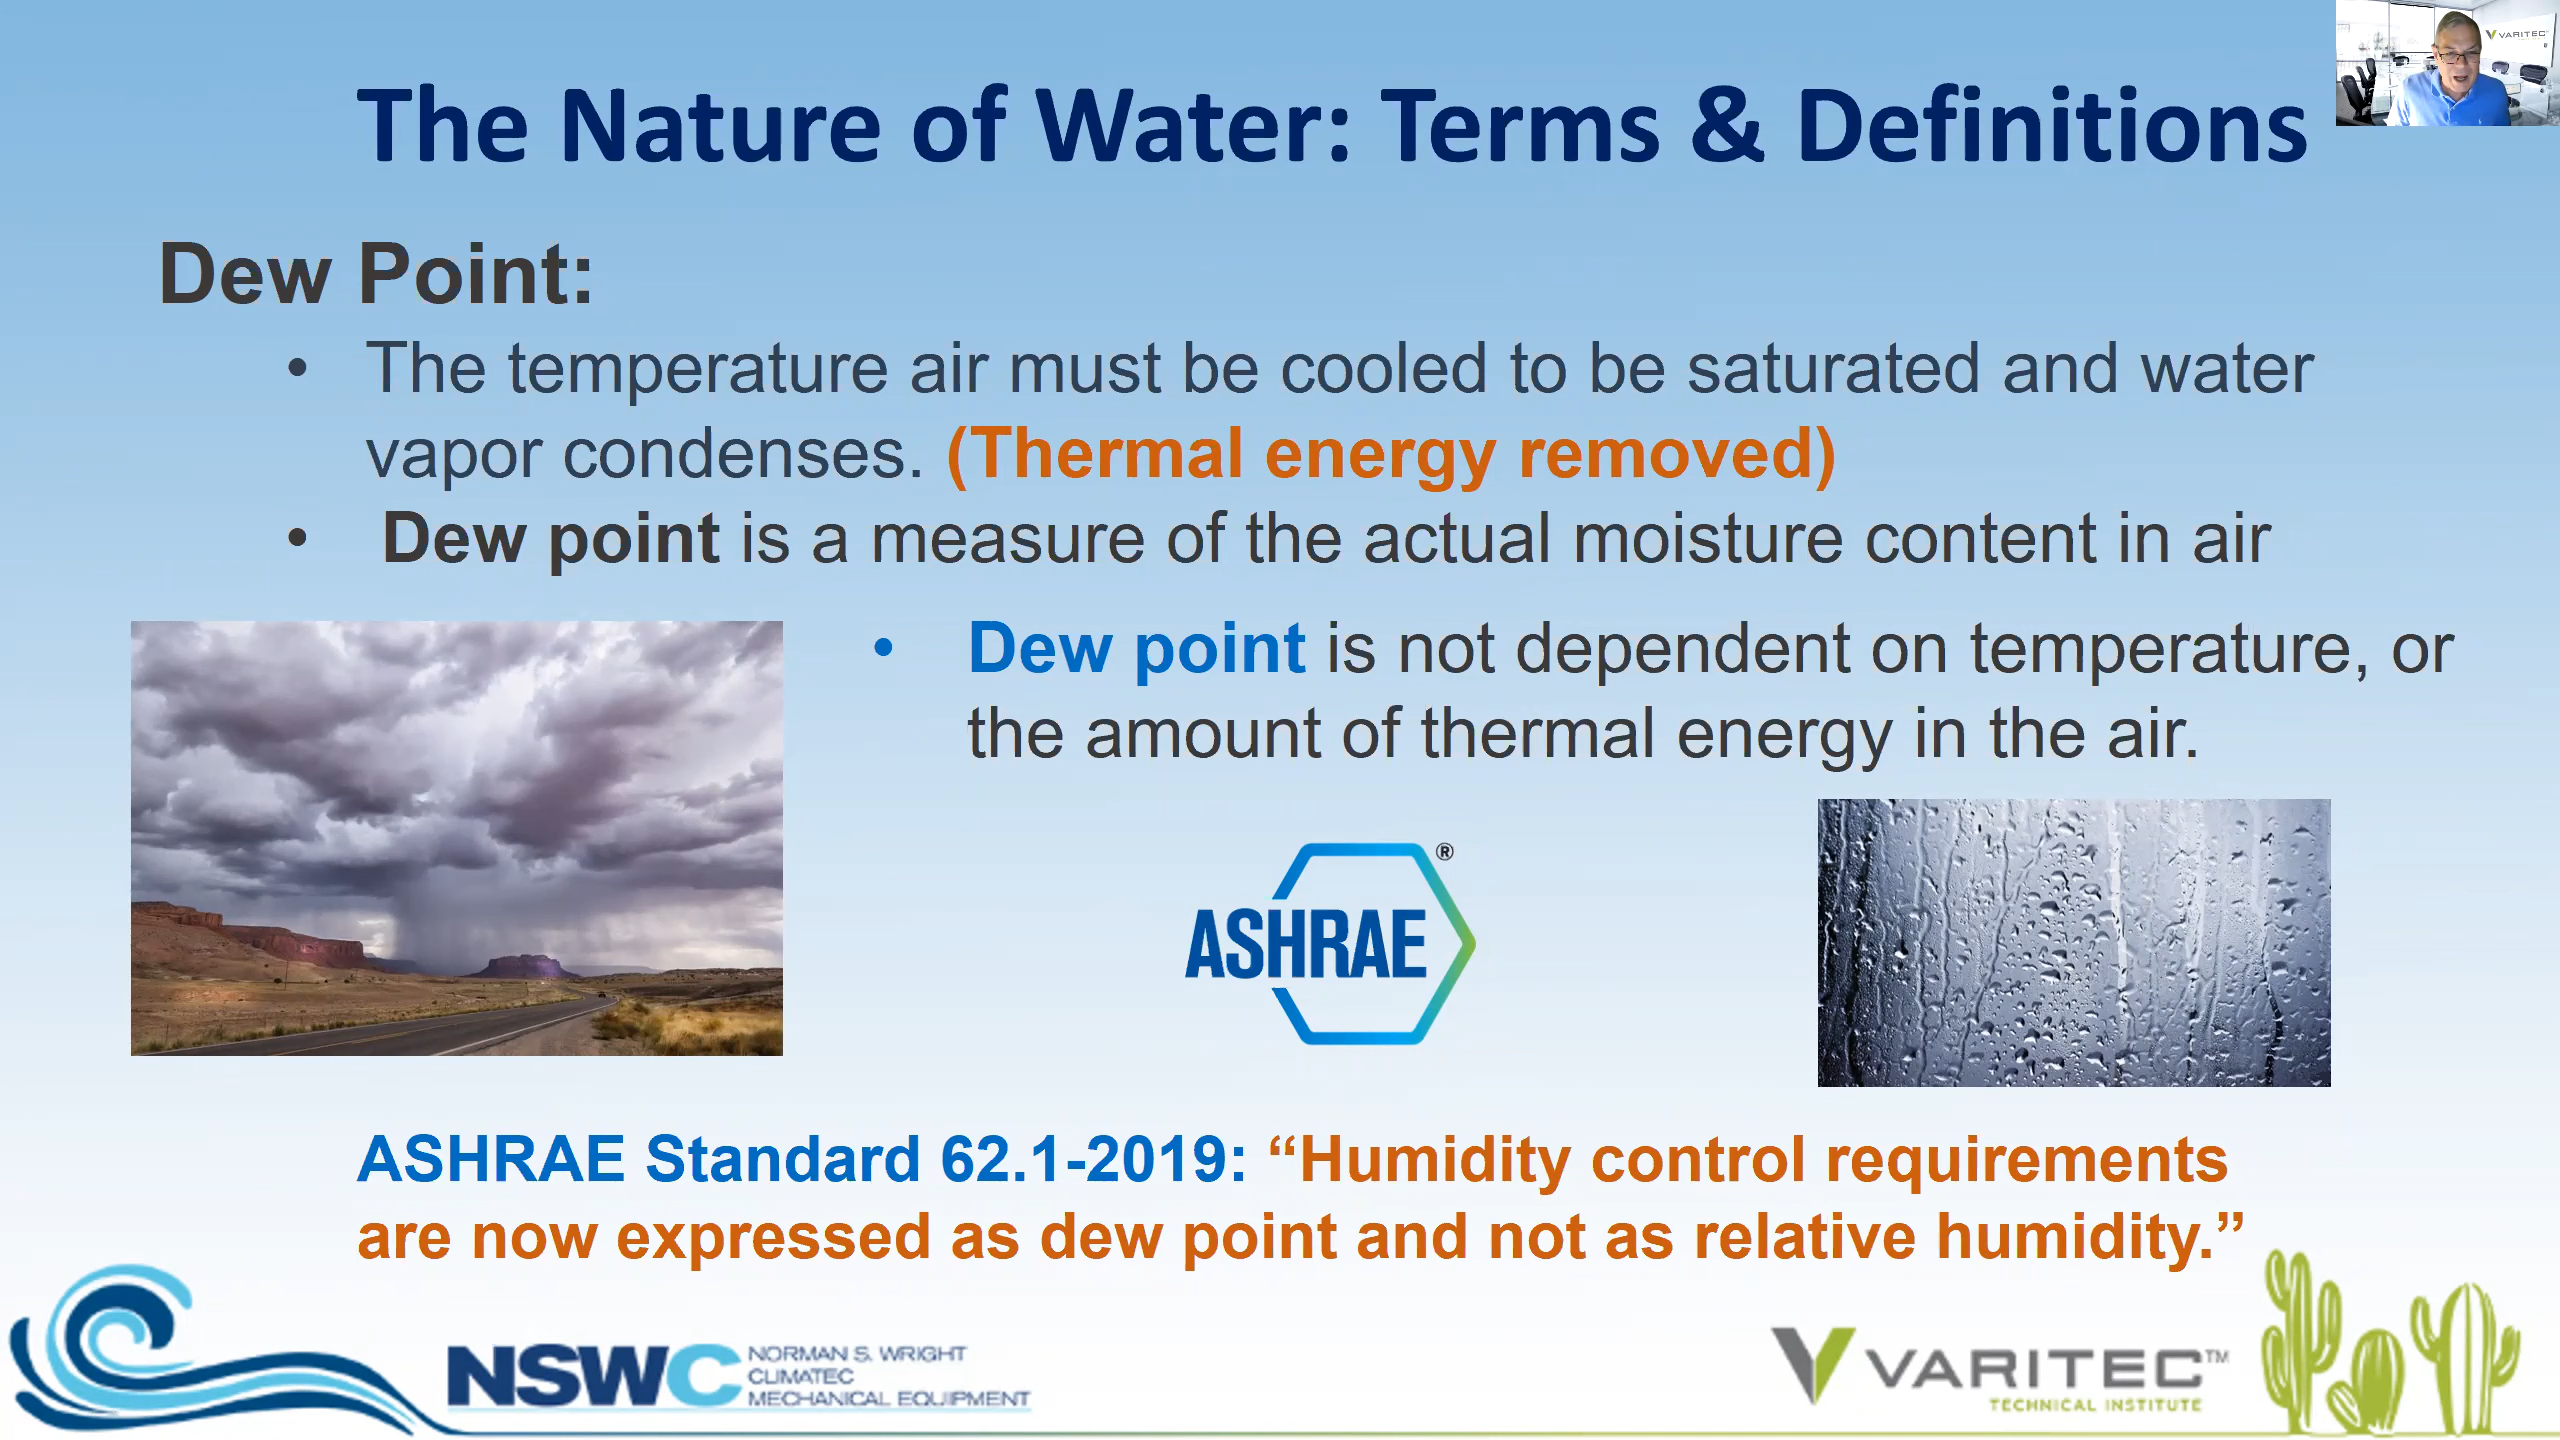 VARITEC
The Nature of Water: Terms & Definitions
Dew Point:
• The temperature air must be cooled to be saturated and water
vapor condenses. (Thermal energy removed)
• Dew point is a measure of the actual moisture content in air
• Dew point is not dependent on temperature, or
the amount of thermal energy in the air.
ASHRAE®
ASHRAE Standard 62.1-2019: “Humidity control requirements
are now expressed as dew point and not as relative humidity.”
NSWC
NORMAN S. WRIGHT
CLIMATEC
MECHANICAL EQUIPMENT
VARITEC™
TECHNICAL INSTITUTE